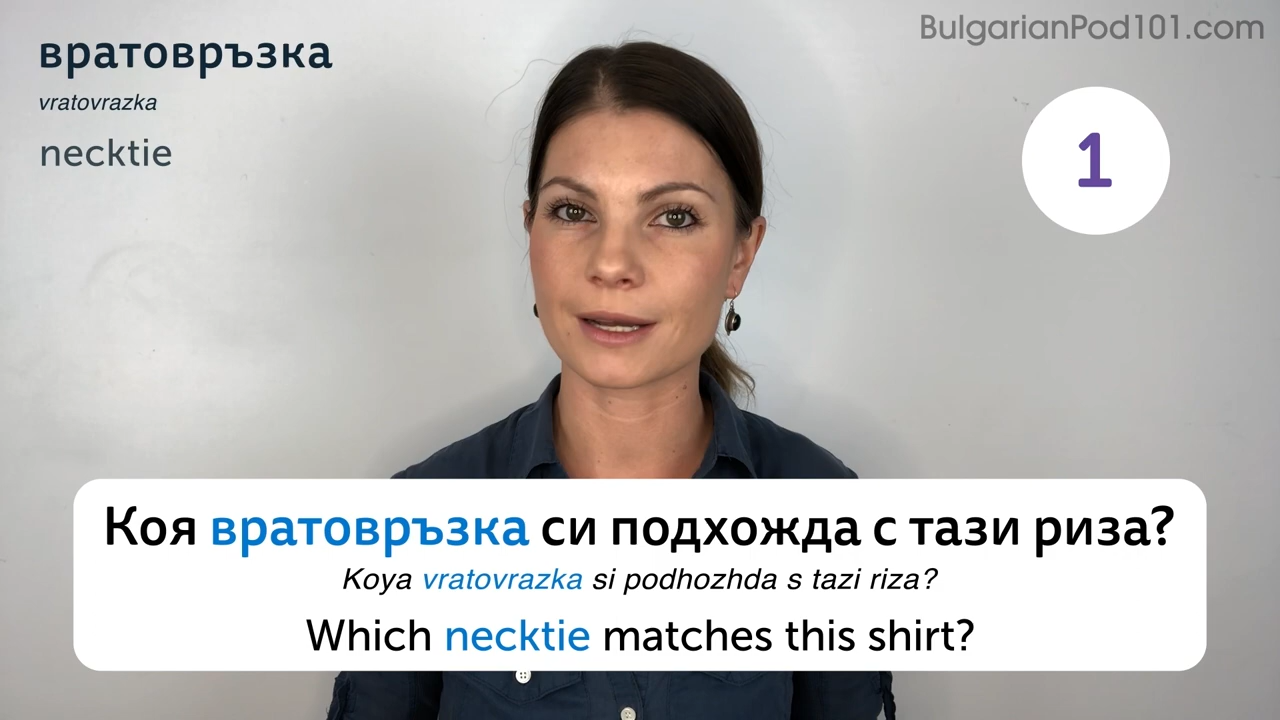 вратовръзка
vratovrazka
necktie
BulgarianPod101.com
1
Коя вратовръзка си подхожда с тази риза?
Koya vratovrazka si podhozhda s tazi riza?
Which necktie matches this shirt?